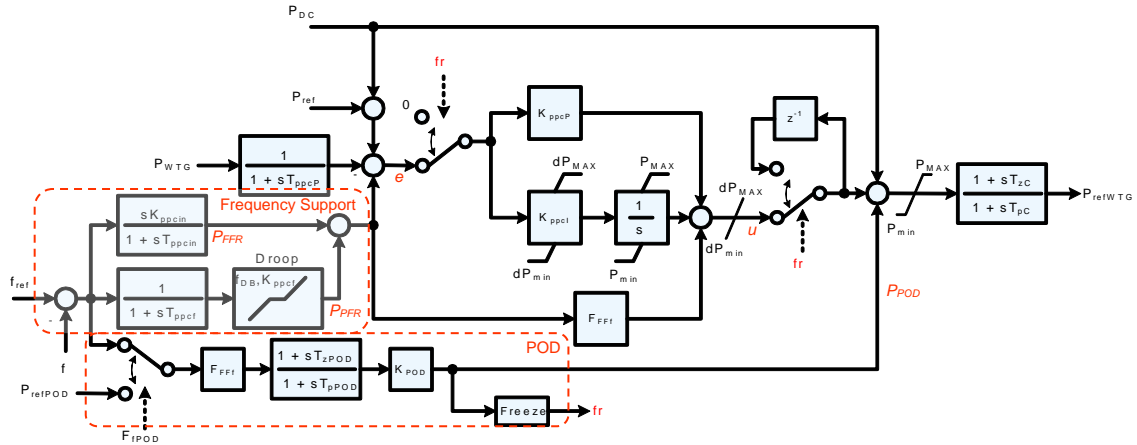 P_DC
fr
P_ref
0
K_ppcP
z⁻¹
P_WTG
1
1 + sT_ppcP
-
e
dP_MAX
K_ppcI
dP_min
P_MAX
1
s
P_min
dP_MAX
dP_min
u
fr
P_MAX
P_min
1 + sT_zC
1 + sT_pC
P_refWTG
Frequency Support
sK_ppcin
1 + sT_ppcin
P_FFR
Droop
f_DB, K_ppcf
P_PFR
f_ref
-
f
1
1 + sT_ppcf
F_FFf
P_POD
POD
F_FFf
1 + sT_zPOD
1 + sT_pPOD
K_POD
P_refPOD
F_fPOD
Freeze
fr